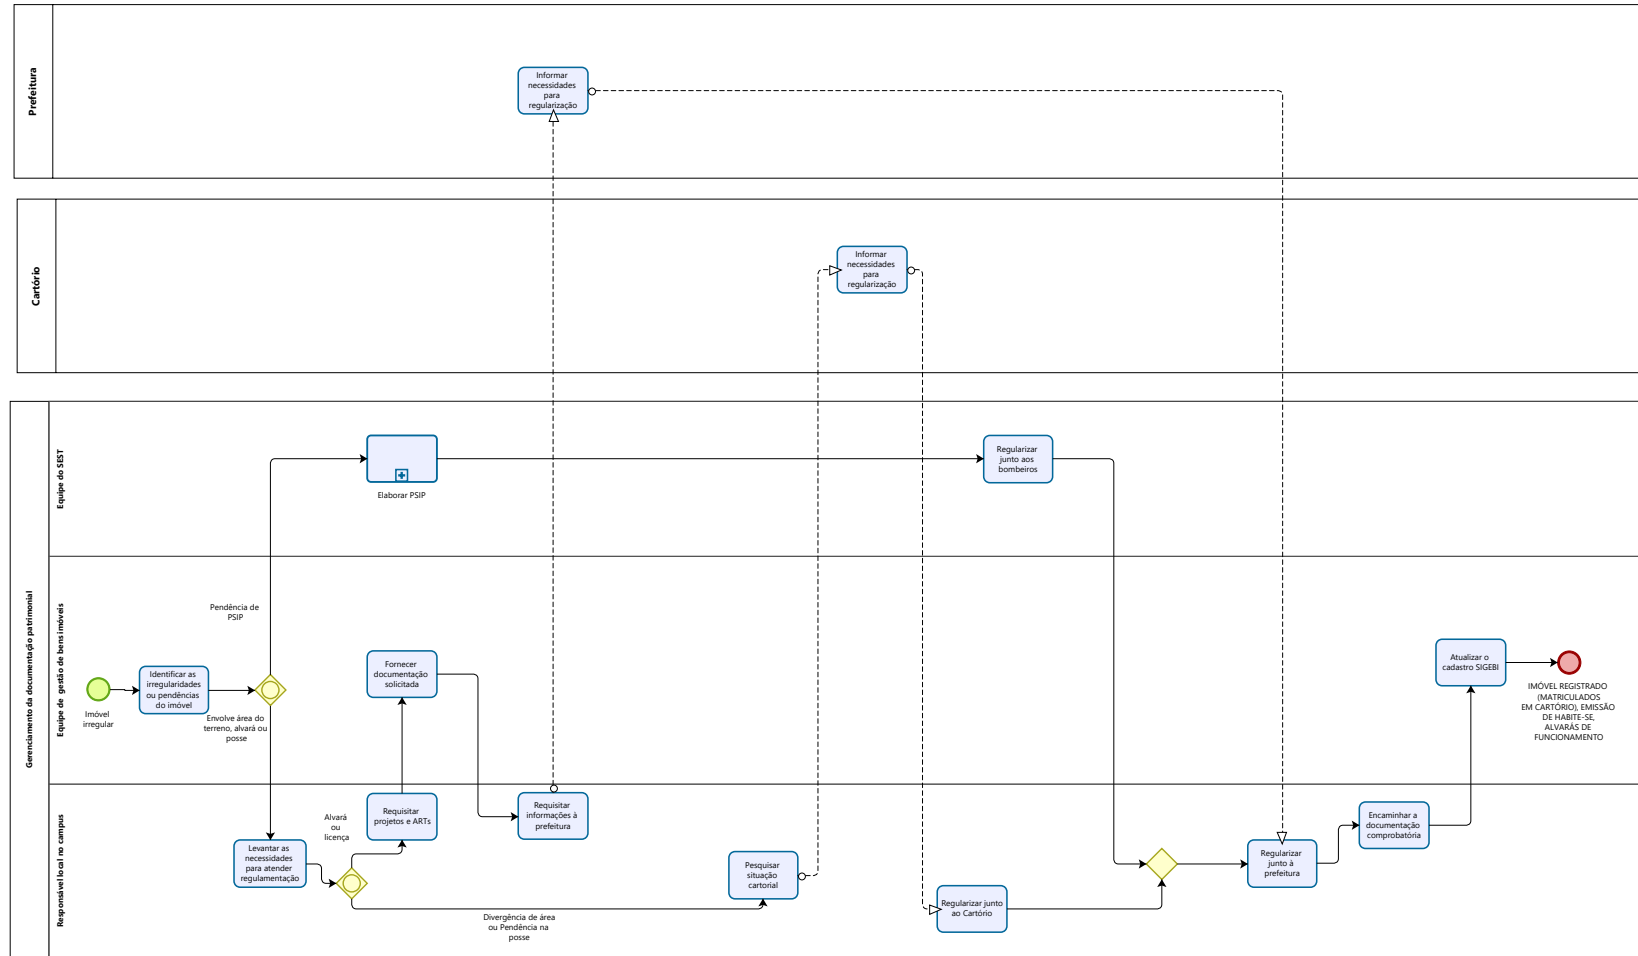 Prefeitura
Informar
necessidades
para
regularização
Cartório
Informar
necessidades
para
regularização
Gerenciamento da documentação patrimonial
Equipe do SEST
Elaborar PSIP
Regularizar
junto aos
bombeiros
Equipe de gestão de bens imóveis
Pendência de
PSIP
Imóvel
irregular
Identificar as
irregularidades
ou pendências
do imóvel
Envolve área do
terreno, alvará ou
posse
Fornecer
documentação
solicitada
Atualizar o
cadastro SIGEBI
IMÓVEL REGISTRADO
(MATRICULADOS
EM CARTÓRIO), EMISSÃO
DE HABITE-SE,
ALVARÁS DE
FUNCIONAMENTO
Responsável local no campus
Levantar as
necessidades
para atender
regulamentação
Alvará
ou
licença
Requisitar
projetos e ARTs
Requisitar
informações à
prefeitura
Divergência de área
ou Pendência na
posse
Pesquisar
situação
cartorial
Regularizar junto
ao Cartório
Regularizar
junto à
prefeitura
Encaminhar a
documentação
comprobatória